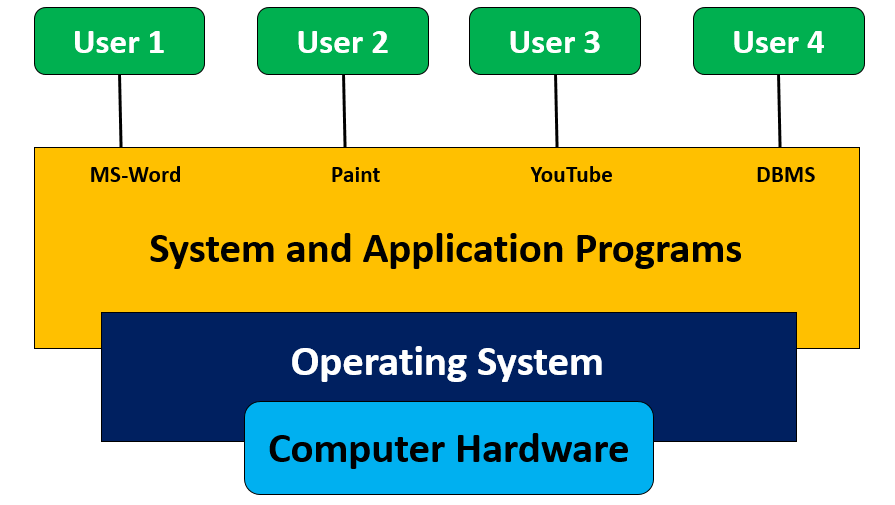 User 1
User 2
User 3
User 4
MS-Word
Paint
YouTube
DBMS
System and Application Programs
Operating System
Computer Hardware